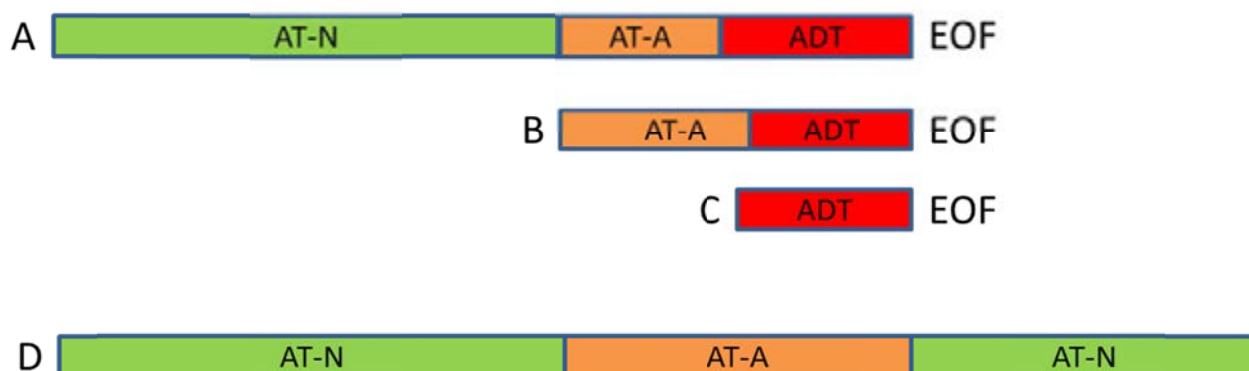 A AT-N AT-A ADT EOF
B AT-A ADT EOF
C ADT EOF
D AT-N AT-A AT-N